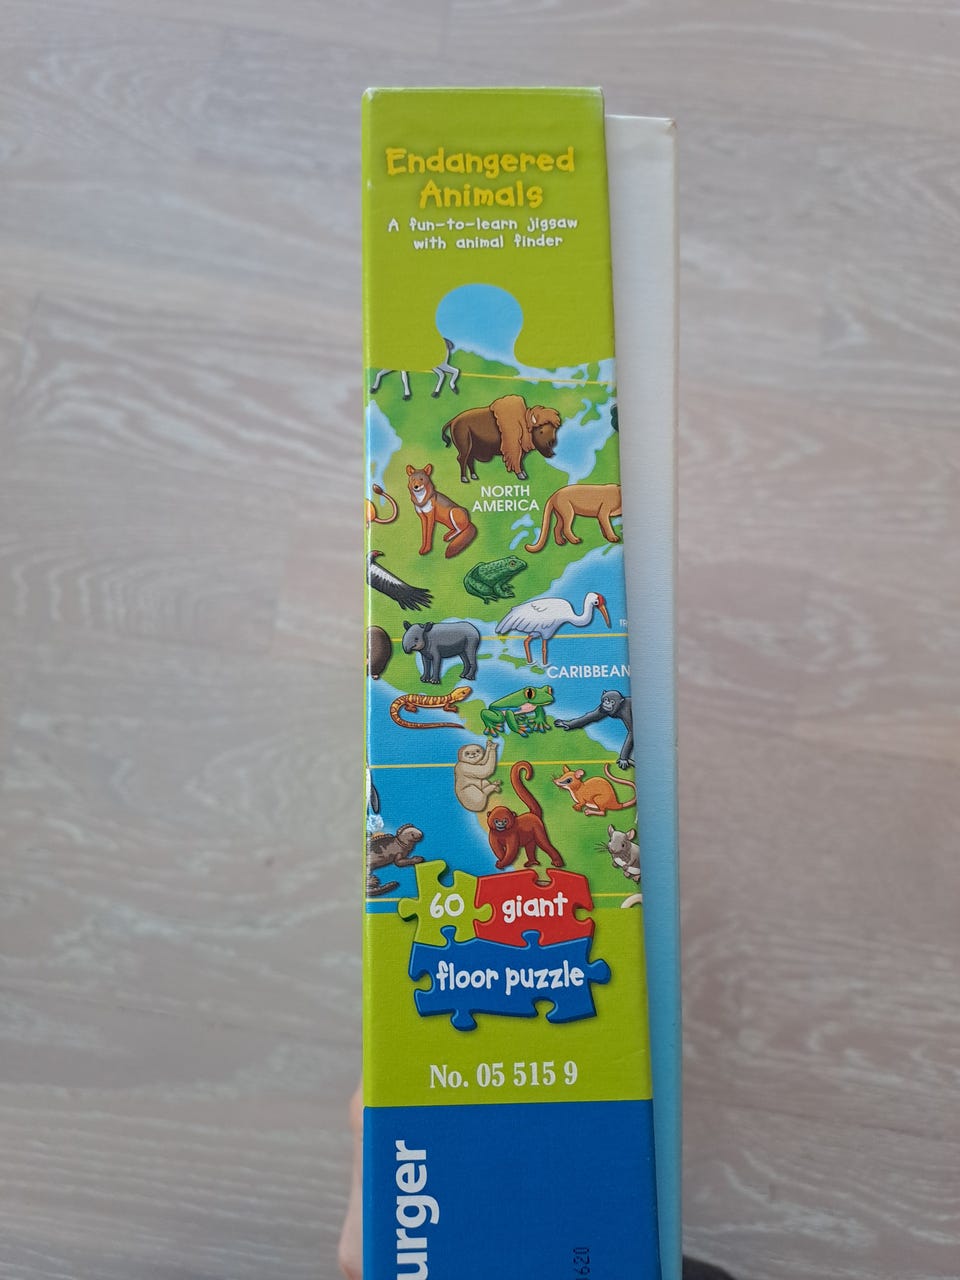 Endangered
Animals
A fun-to-learn jigsaw
with animal finder
NORTH
AMERICA
CARIBBEAN
60 giant
floor puzzle
No. 05 515 9
urger
620